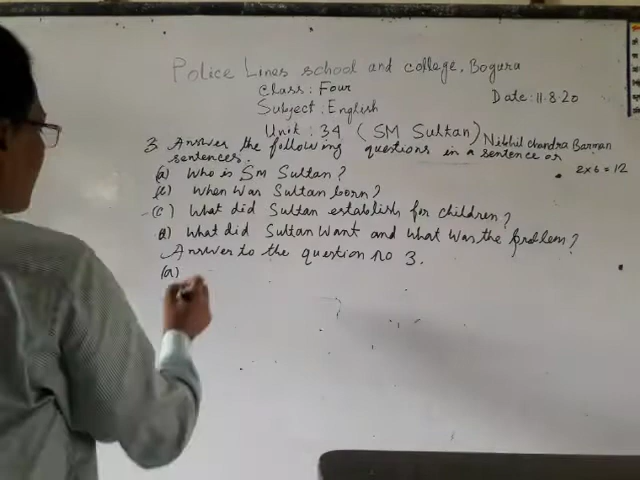 Police Lines school and college, Bogura
Class: Four
Date: 11.8.20
Subject: English
Unit: 34 (SM Sultan) Nikhil Chandra Barman
3. Answer the following questions in a sentence or
sentences. 2x6=12
(a) Who is SM Sultan?
(b) When was Sultan born?
(c) What did Sultan establish for children?
(d) What did Sultan want and what was the problem?
Answer to the question no 3.
(a)